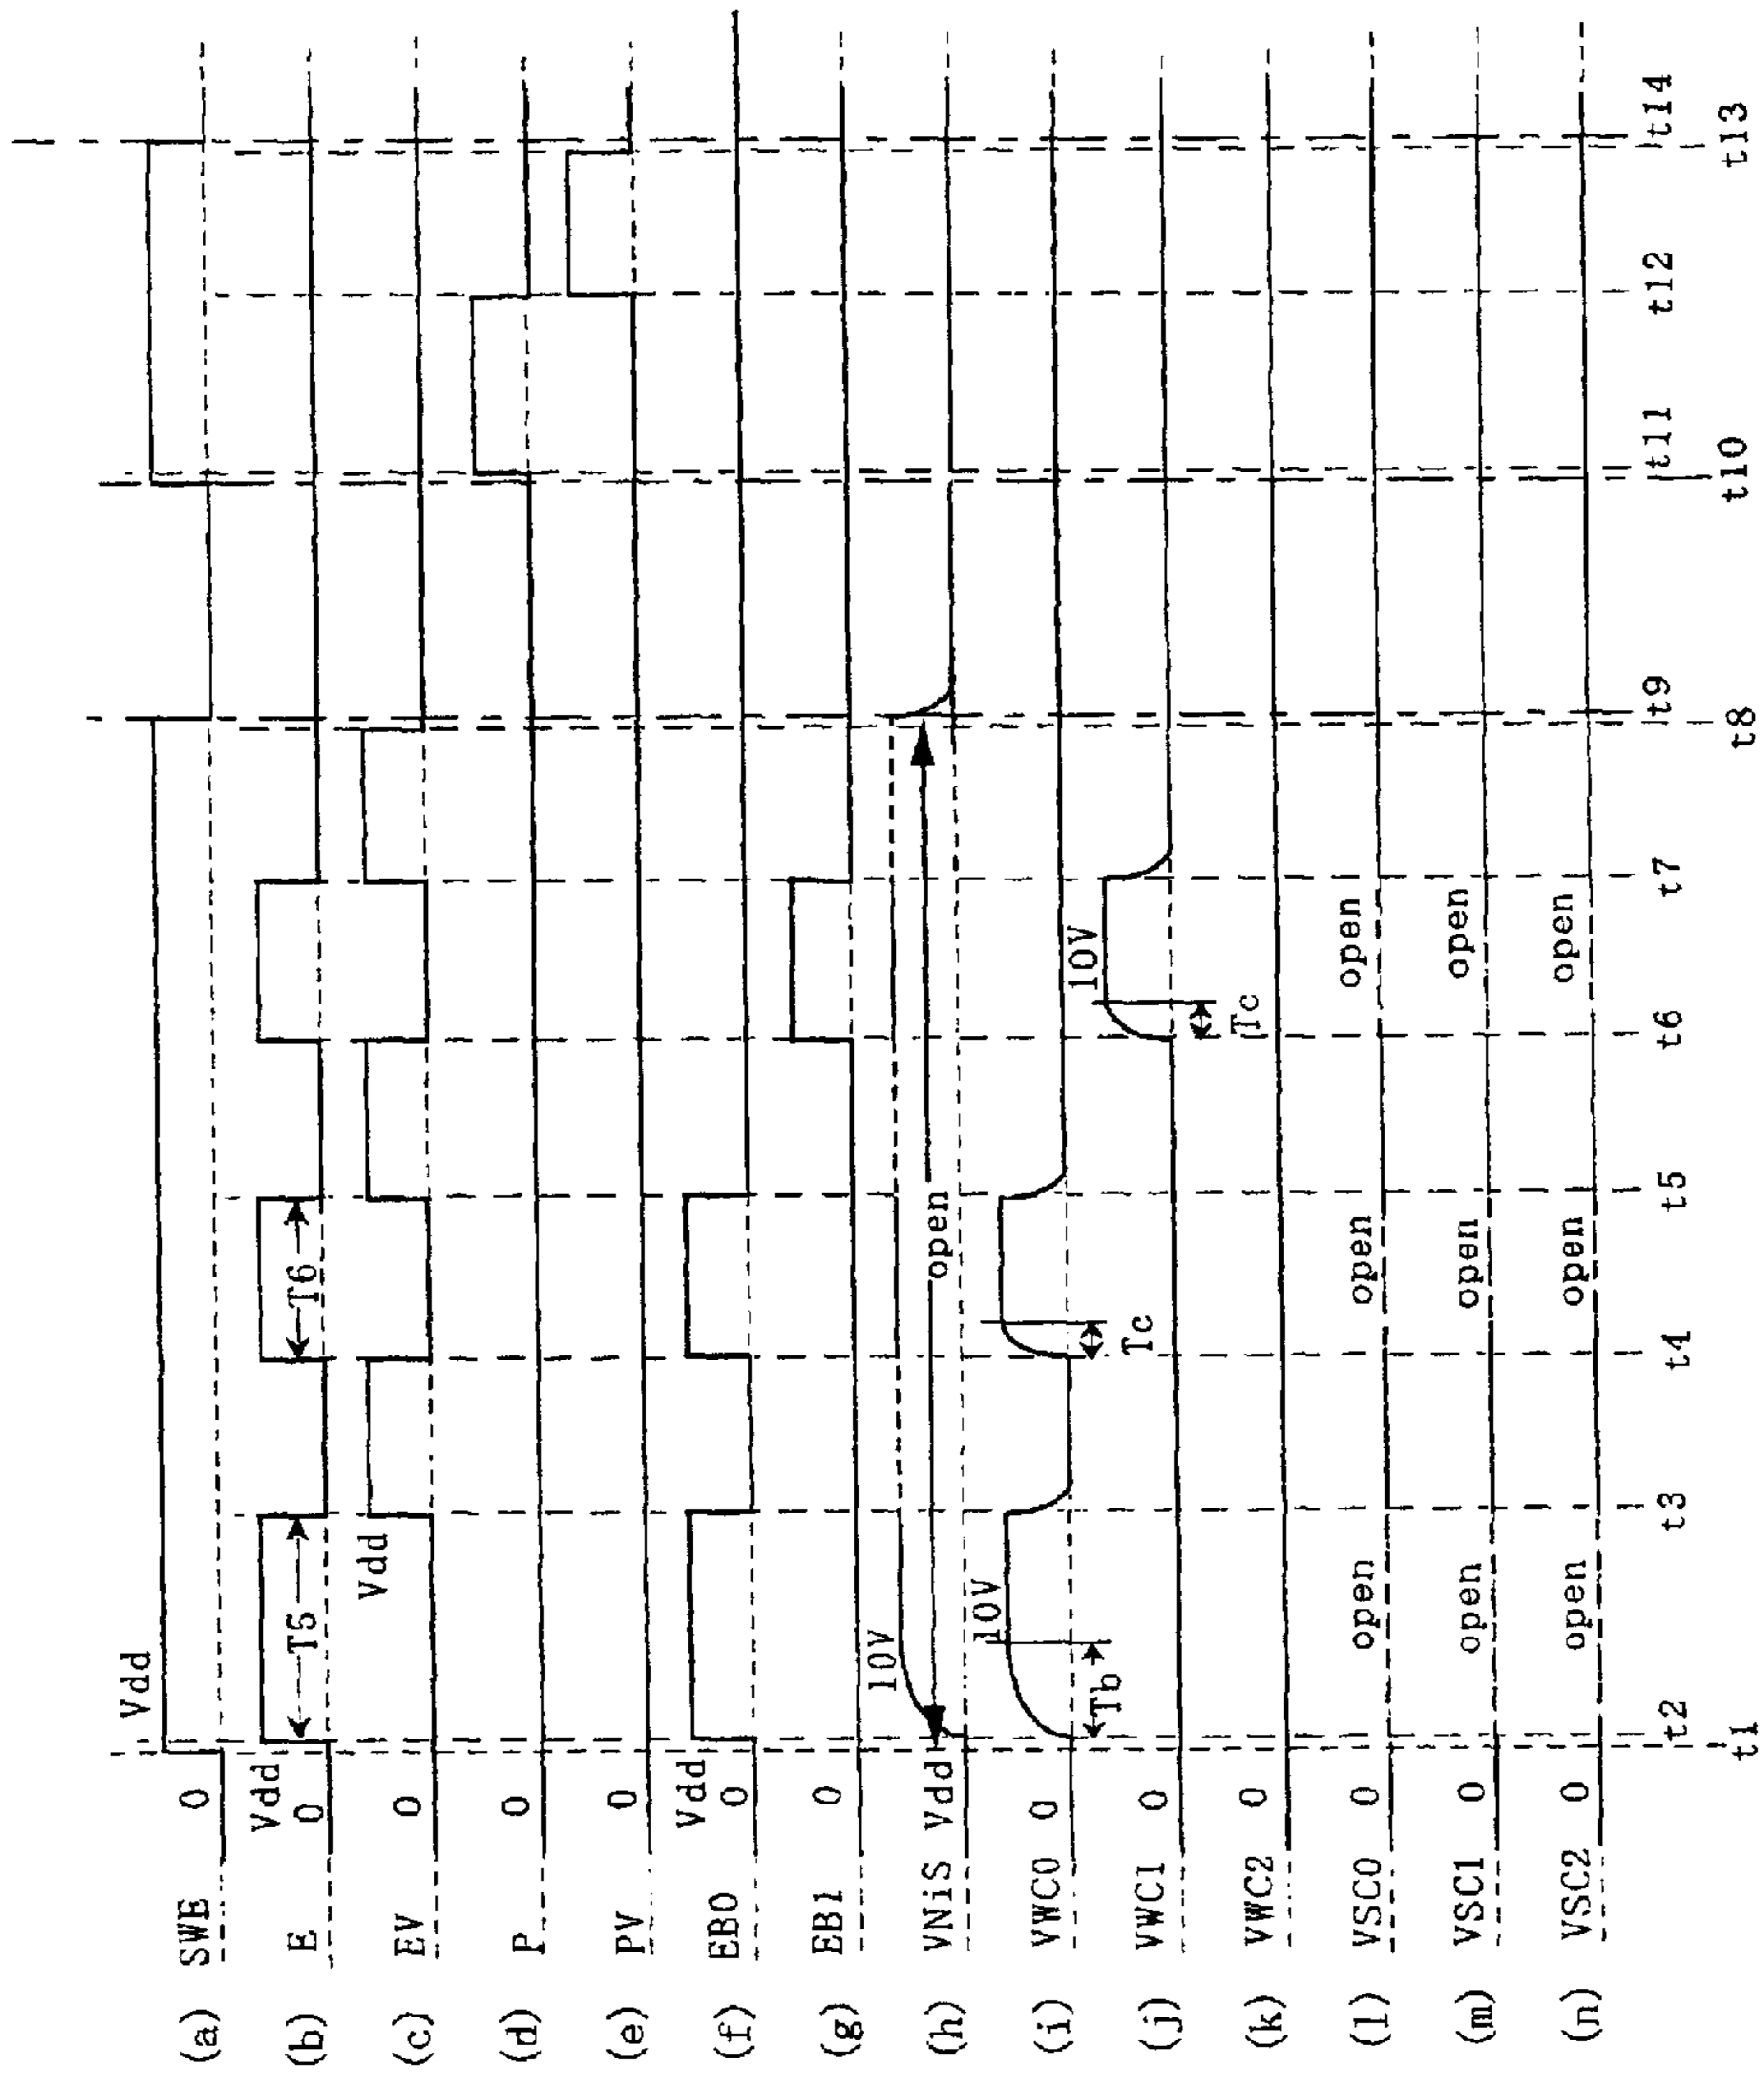 (a) SWE 0 Vdd
(b) E 0 Vdd T5 T6
(c) EV 0 Vdd
(d) P 0
(e) PV 0
(f) EB0 0 Vdd
(g) EB1 0
(h) VNiS Vdd 10V open
(i) VWC0 0 10V Tb Tc
(j) VWC1 0 10V Tc
(k) VWC2 0
(l) VSC0 0 open open open
(m) VSC1 0 open open open
(n) VSC2 0 open open open
t2 t3 t4 t5 t6 t7 t9 t11 t12 t14
t1 t8 t10 t13